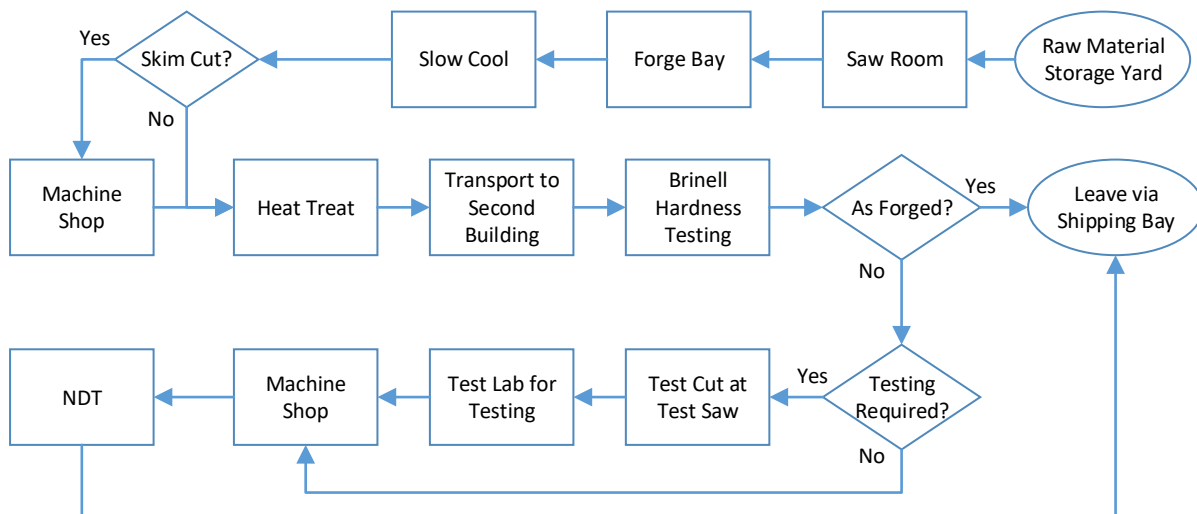 Yes
Skim Cut?
No
Slow Cool
Forge Bay
Saw Room
Raw Material
Storage Yard
Machine
Shop
Heat Treat
Transport to
Second
Building
Brinell
Hardness
Testing
As Forged?
Yes
No
Leave via
Shipping Bay
NDT
Machine
Shop
Test Lab for
Testing
Test Cut at
Test Saw
Yes
Testing
Required?
No